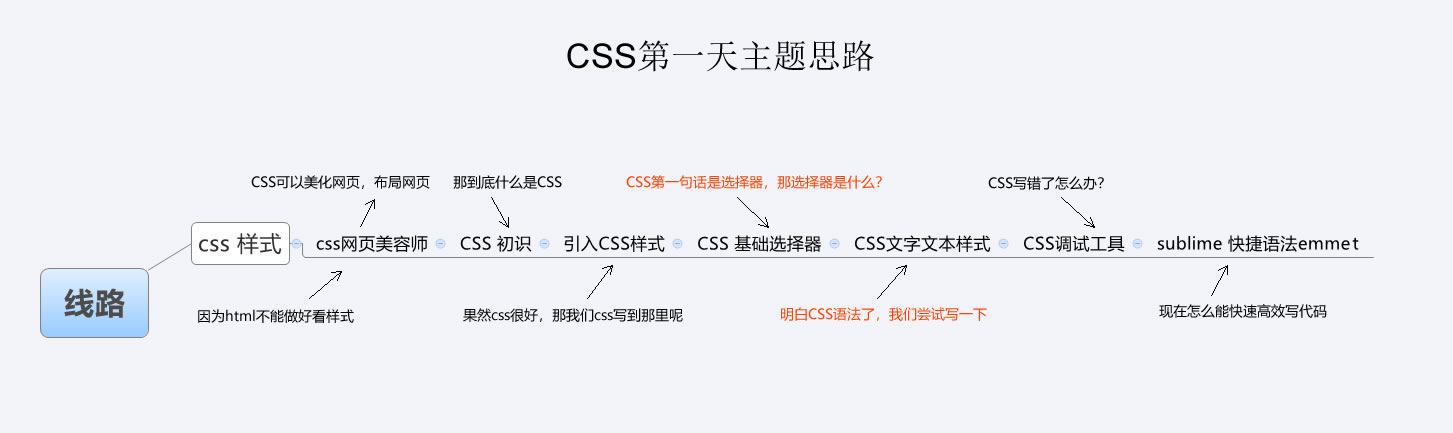 CSS第一天主题思路
CSS可以美化网页，布局网页
那到底什么是CSS
CSS第一句话是选择器，那选择器是什么？
CSS写错了怎么办？
css 样式
css网页美容师
CSS 初识
引入CSS样式
CSS 基础选择器
CSS文字文本样式
CSS调试工具
sublime 快捷语法emmet
线路
因为html不能做好看样式
果然css很好，那我们css写到那里呢
明白CSS语法了，我们尝试写一下
现在怎么能快速高效写代码